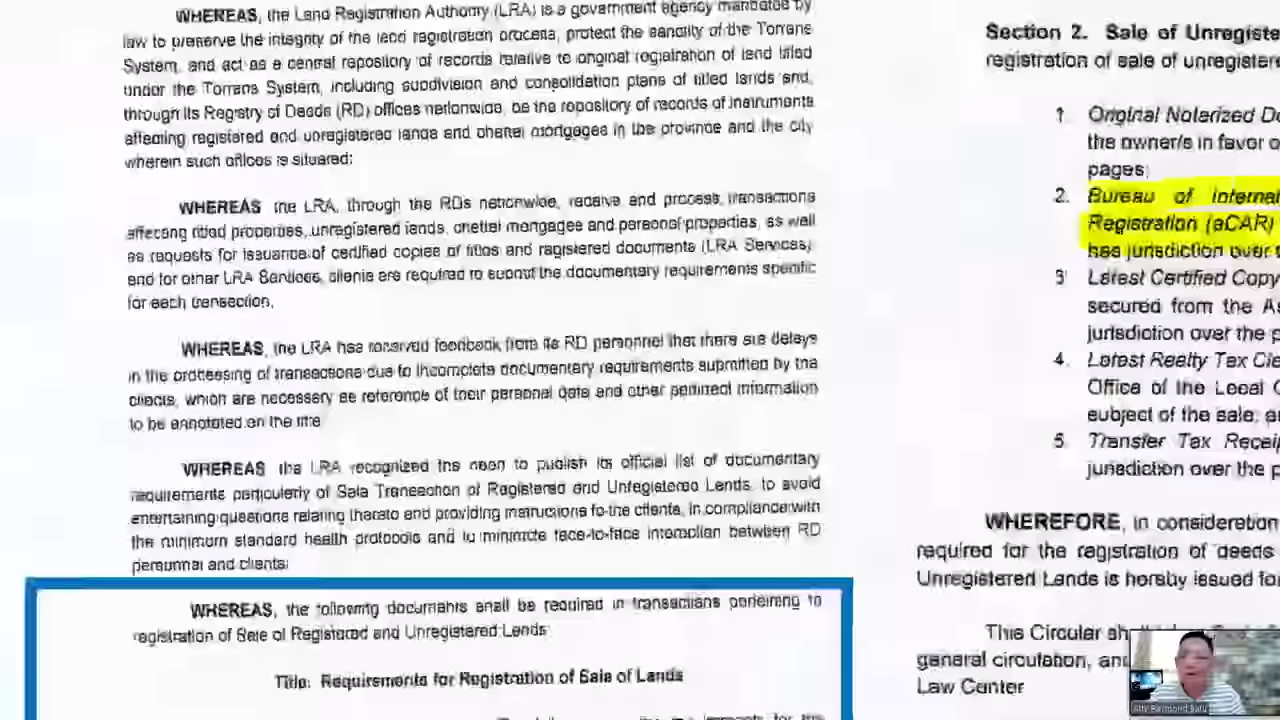 WHEREAS, the Land Registration Authority (LRA) is a government agency mandated by
law to preserve the integrity of the land registration process, protect the sanctity of the Torrens
System, and act as a central repository of records relative to original registration of land titled
under the Torrens System, including subdivision and consolidation plans of titled lands and,
through its Registry of Deeds (RD) offices nationwide, be the repository of records of instruments
affecting registered and unregistered lands and chattel mortgages in the province and the city
wherein such offices is situated;
WHEREAS the LRA, through the RDs nationwide, receive and process, transactions
affecting titled properties, unregistered lands, chattel mortgages and personal properties, as well
as requests for issuance of certified copies of titles and registered documents (LRA Services)
and for other LRA Services, clients are required to submit the documentary requirements specific
for each transaction.
WHEREAS, the LRA has received feedback from its RD personnel that there are delays
in the processing of transactions due to incomplete documentary requirements submitted by the
clients, which are necessary as reference of their personal data and other pertinent information
to be annotated on the title
WHEREAS the LRA recognized the need to publish its official list of documentary
requirements particularly of Sale Transaction of Registered and Unregistered Lands, to avoid
entertaining questions relating thereto and providing instructions to the clients, in compliance with
the minimum standard health protocols and to minimize face-to-face interaction between RD
personnel and clients;
WHEREAS, the following documents shall be required in transactions pertaining to
registration of Sale of Registered and Unregistered Lands
Title: Requirements for Registration of Sale of Lands
for the
Section 2. Sale of Unregiste
registration of sale of unregistere
1. Original Notarized De
the owner/s in favor o
pages;
2. Bureau of Internal
Registration (eCAR)
has jurisdiction over
3. Latest Certified Copy
secured from the As
jurisdiction over the p
4. Latest Realty Tax Cle
Office of the Local
subject of the sale; a
5. Transfer Tax Receip
jurisdiction over the p
WHEREFORE, in consideration
required for the registration of deeds
Unregistered Lands is hereby issued fo
This Circular sh
general circulation, and
Law Center
Atty Raymond Batu